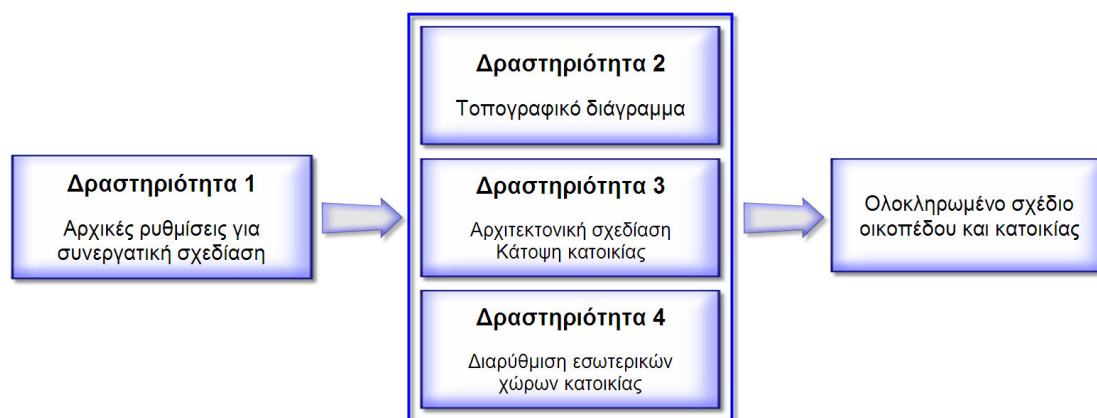 Δραστηριότητα 1
Αρχικές ρυθμίσεις για
συνεργατική σχεδίαση
Δραστηριότητα 2
Τοπογραφικό διάγραμμα
Δραστηριότητα 3
Αρχιτεκτονική σχεδίαση
Κάτοψη κατοικίας
Δραστηριότητα 4
Διαρύθμιση εσωτερικών
χώρων κατοικίας
Ολοκληρωμένο σχέδιο
οικοπέδου και κατοικίας